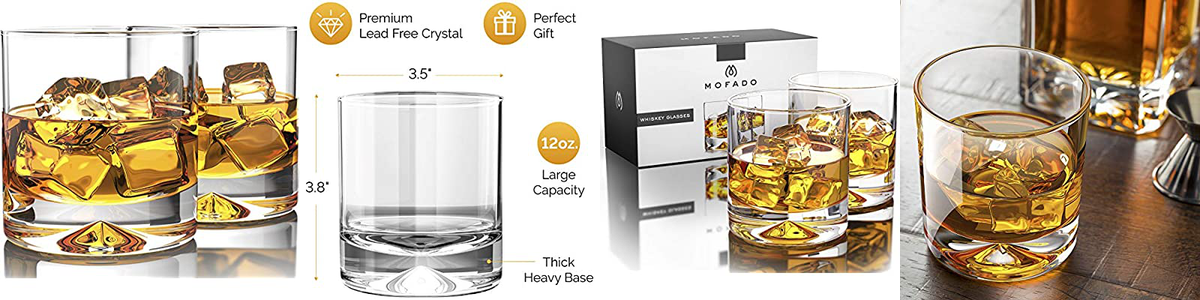 Premium
Lead Free Crystal
Perfect
Gift
3.5"
3.8"
12oz.
Large
Capacity
Thick
Heavy Base
MOFADO
MOFADO
WHISKEY GLASSES